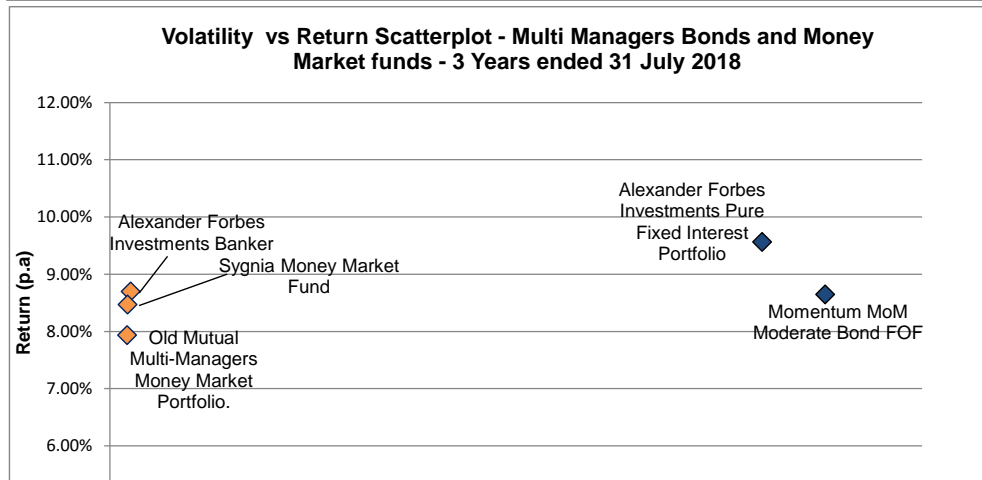 Volatility  vs Return Scatterplot - Multi Managers Bonds and Money
Market funds - 3 Years ended 31 July 2018
12.00%
11.00%
10.00%
9.00%
8.00%
7.00%
6.00%
Return (p.a)
Alexander Forbes
Investments Banker
Sygnia Money Market
Fund
Old Mutual
Multi-Managers
Money Market
Portfolio.
Alexander Forbes
Investments Pure
Fixed Interest
Portfolio
Momentum MoM
Moderate Bond FOF